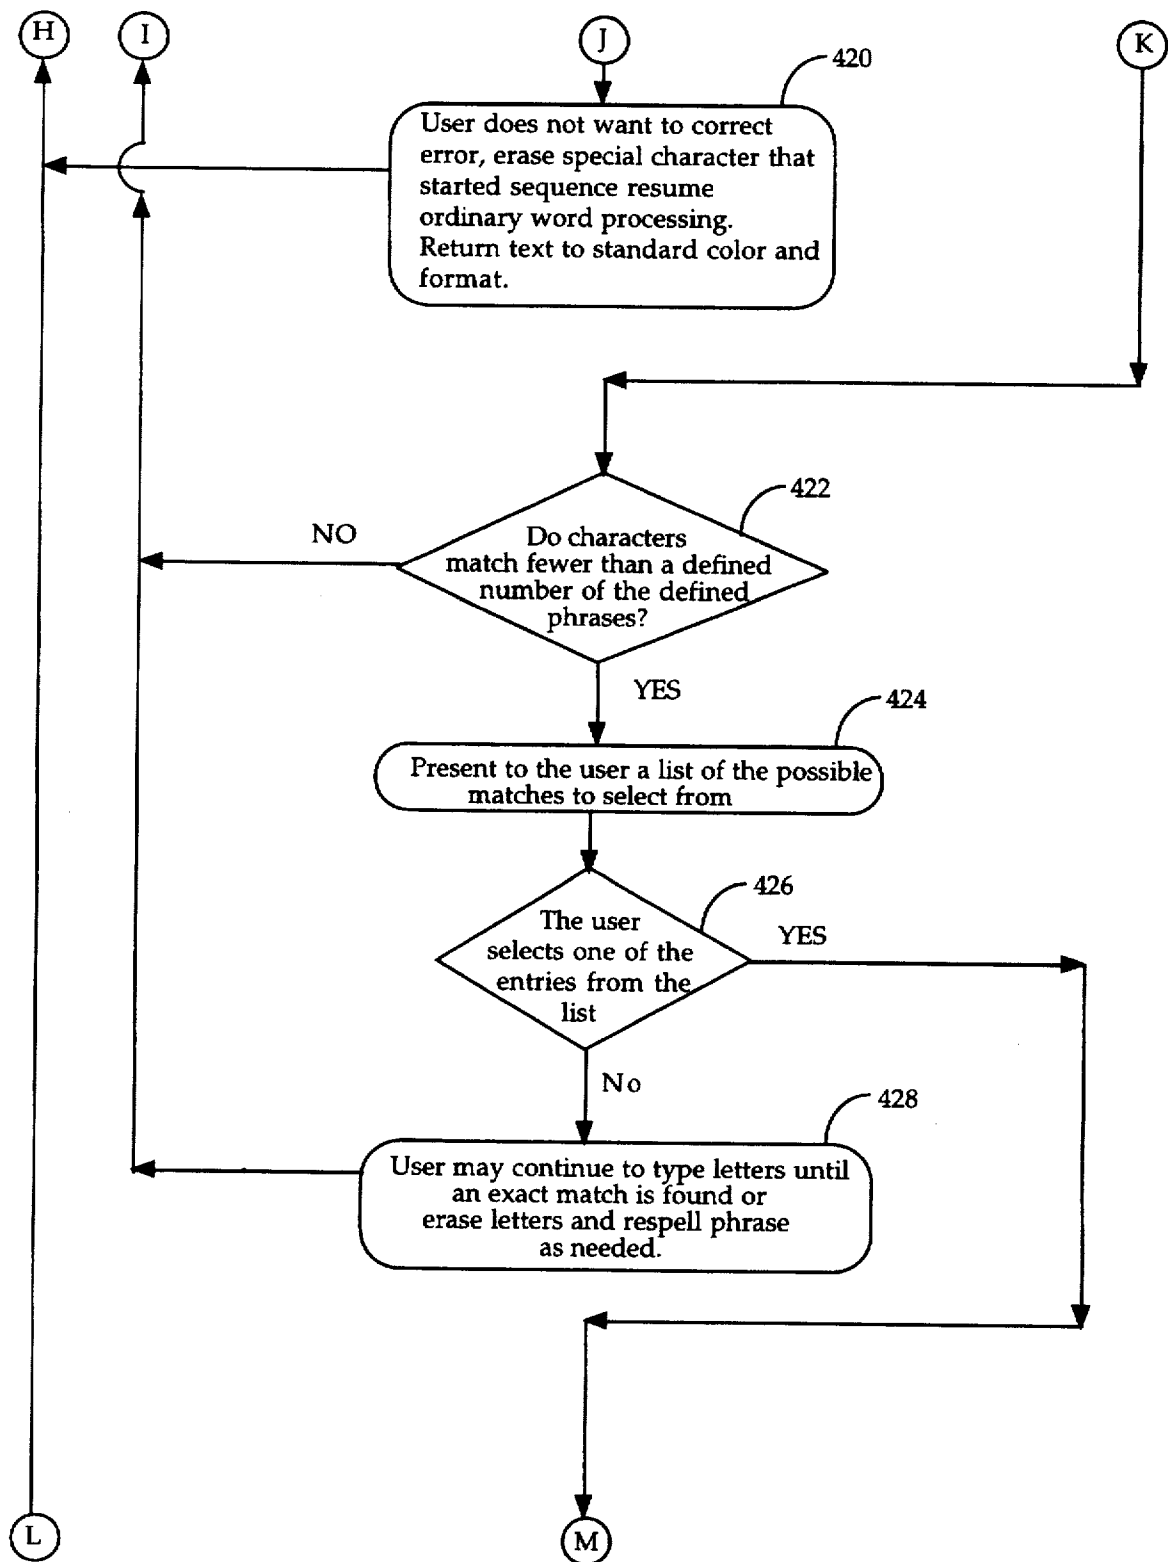 H
I
J
K
420
User does not want to correct
error, erase special character that
started sequence resume
ordinary word processing.
Return text to standard color and
format.
422
NO
Do characters
match fewer than a defined
number of the defined
phrases?
YES
424
Present to the user a list of the possible
matches to select from
426
The user
selects one of the
entries from the
list
YES
No
428
User may continue to type letters until
an exact match is found or
erase letters and respell phrase
as needed.
L
M